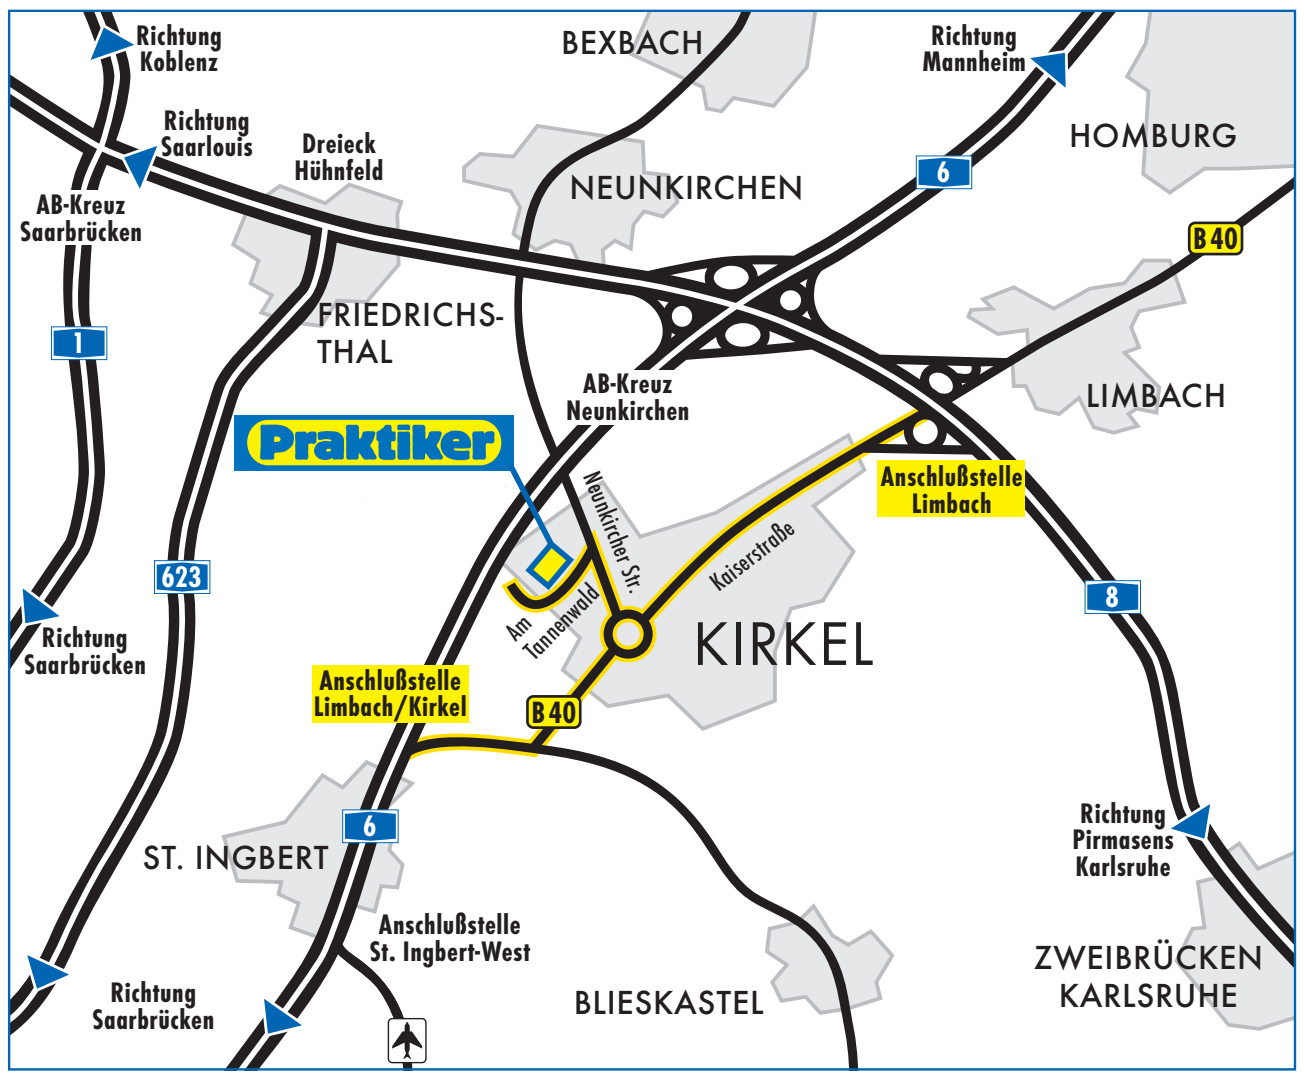 Richtung
Koblenz
BEXBACH
Richtung
Mannheim
Richtung
Saarlouis
Dreieck
Hühnfeld
HOMBURG
6
NEUNKIRCHEN
AB-Kreuz
Saarbrücken
B 40
FRIEDRICHS-
THAL
1
AB-Kreuz
Neunkirchen
LIMBACH
Praktiker
Anschlußstelle
Limbach
Neunkircher Str.
Kaiserstraße
623
8
Am
Tannenwald
Richtung
Saarbrücken
KIRKEL
Anschlußstelle
Limbach/Kirkel
B 40
6
Richtung
Pirmasens
Karlsruhe
ST. INGBERT
Anschlußstelle
St. Ingbert-West
ZWEIBRÜCKEN
KARLSRUHE
Richtung
Saarbrücken
BLIESKASTEL